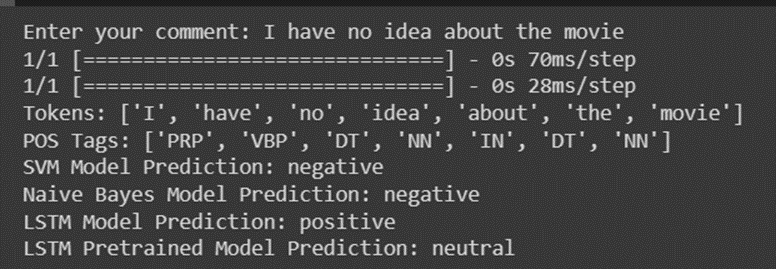 Enter your comment: I have no idea about the movie
1/1 [==============================] - 0s 70ms/step
1/1 [==============================] - 0s 28ms/step
Tokens: ['I', 'have', 'no', 'idea', 'about', 'the', 'movie']
POS Tags: ['PRP', 'VBP', 'DT', 'NN', 'IN', 'DT', 'NN']
SVM Model Prediction: negative
Naive Bayes Model Prediction: negative
LSTM Model Prediction: positive
LSTM Pretrained Model Prediction: neutral